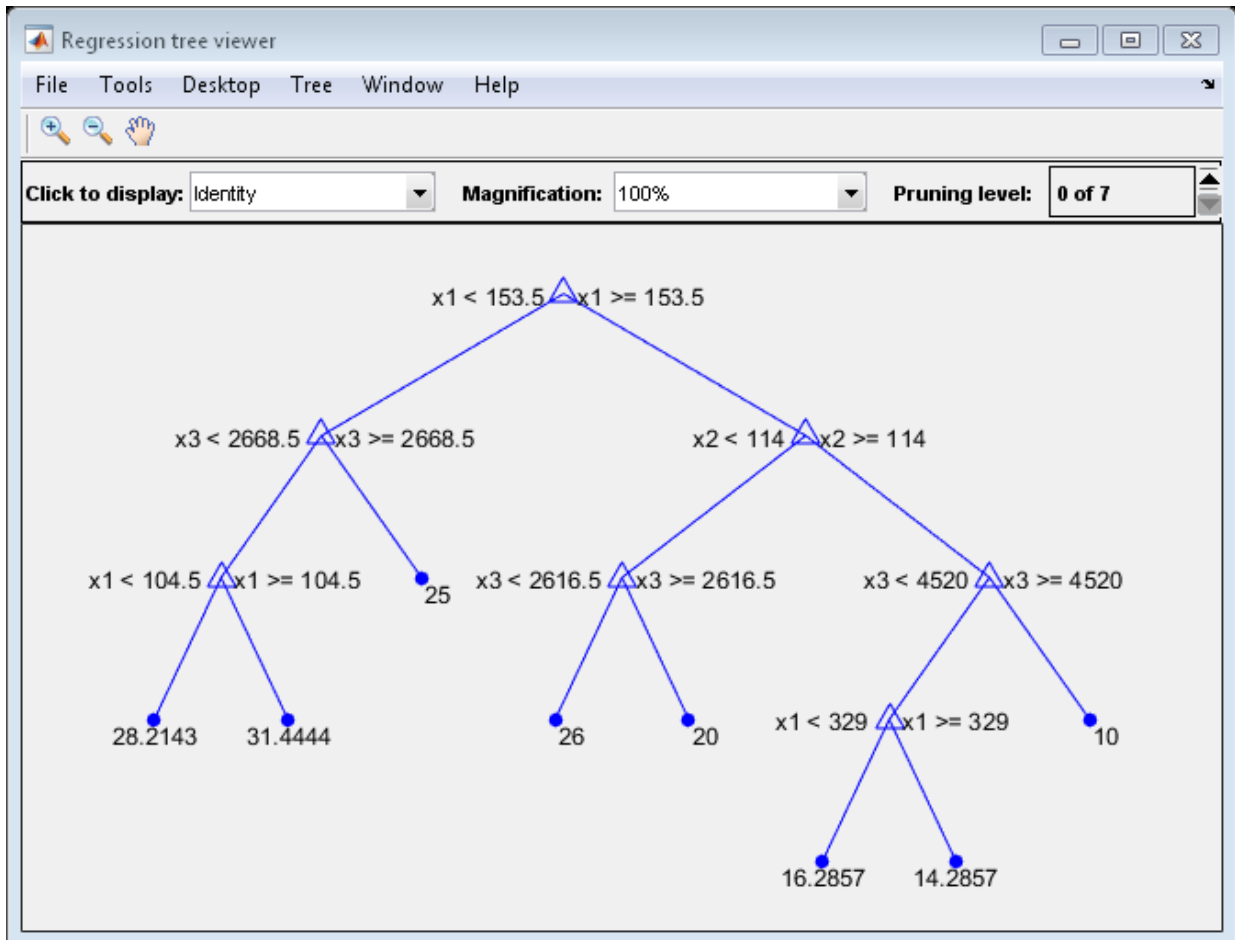 Regression tree viewer
File Tools Desktop Tree Window Help
Click to display: Identity Magnification: 100% Pruning level: 0 of 7
x1 < 153.5 x1 >= 153.5
x3 < 2668.5 x3 >= 2668.5 x2 < 114 x2 >= 114
x1 < 104.5 x1 >= 104.5 25 x3 < 2616.5 x3 >= 2616.5 x3 < 4520 x3 >= 4520
28.2143 31.4444 26 20 x1 < 329 x1 >= 329 10
16.2857 14.2857